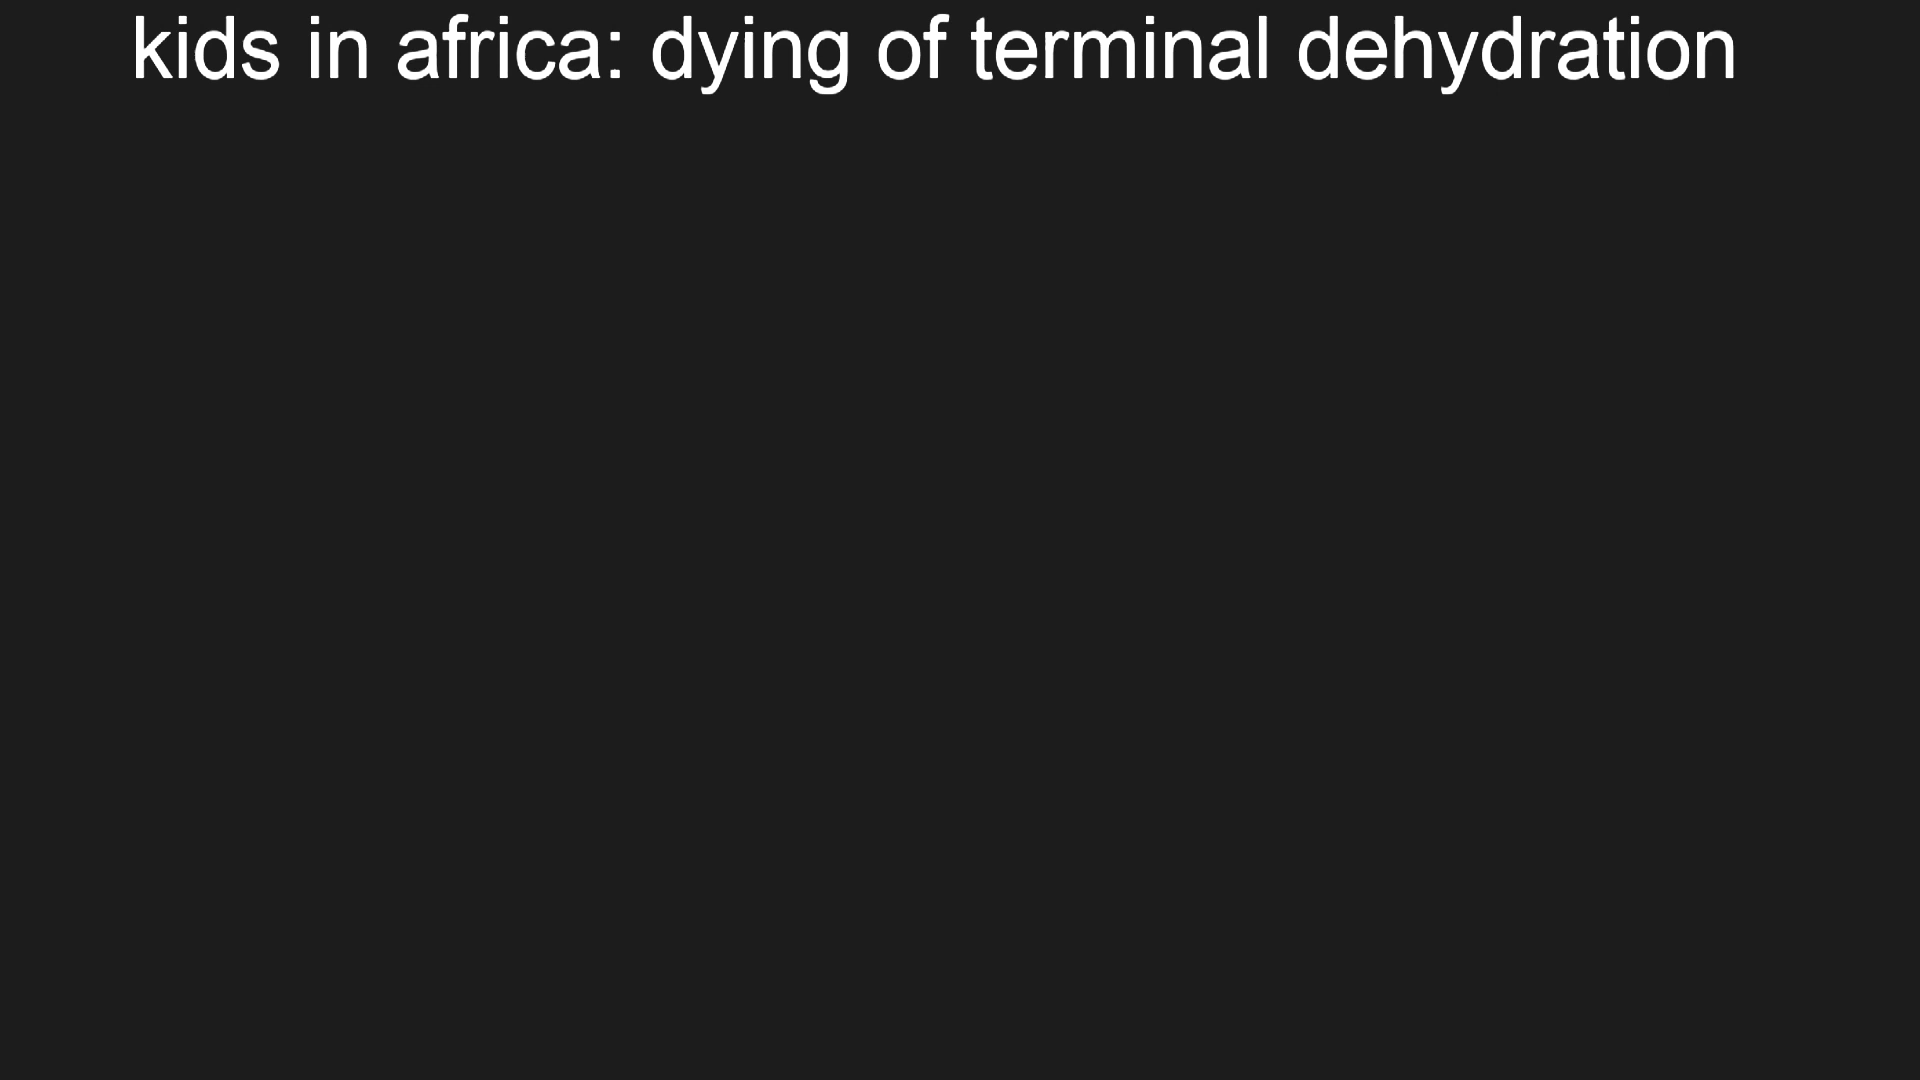 kids in africa: dying of terminal dehydration